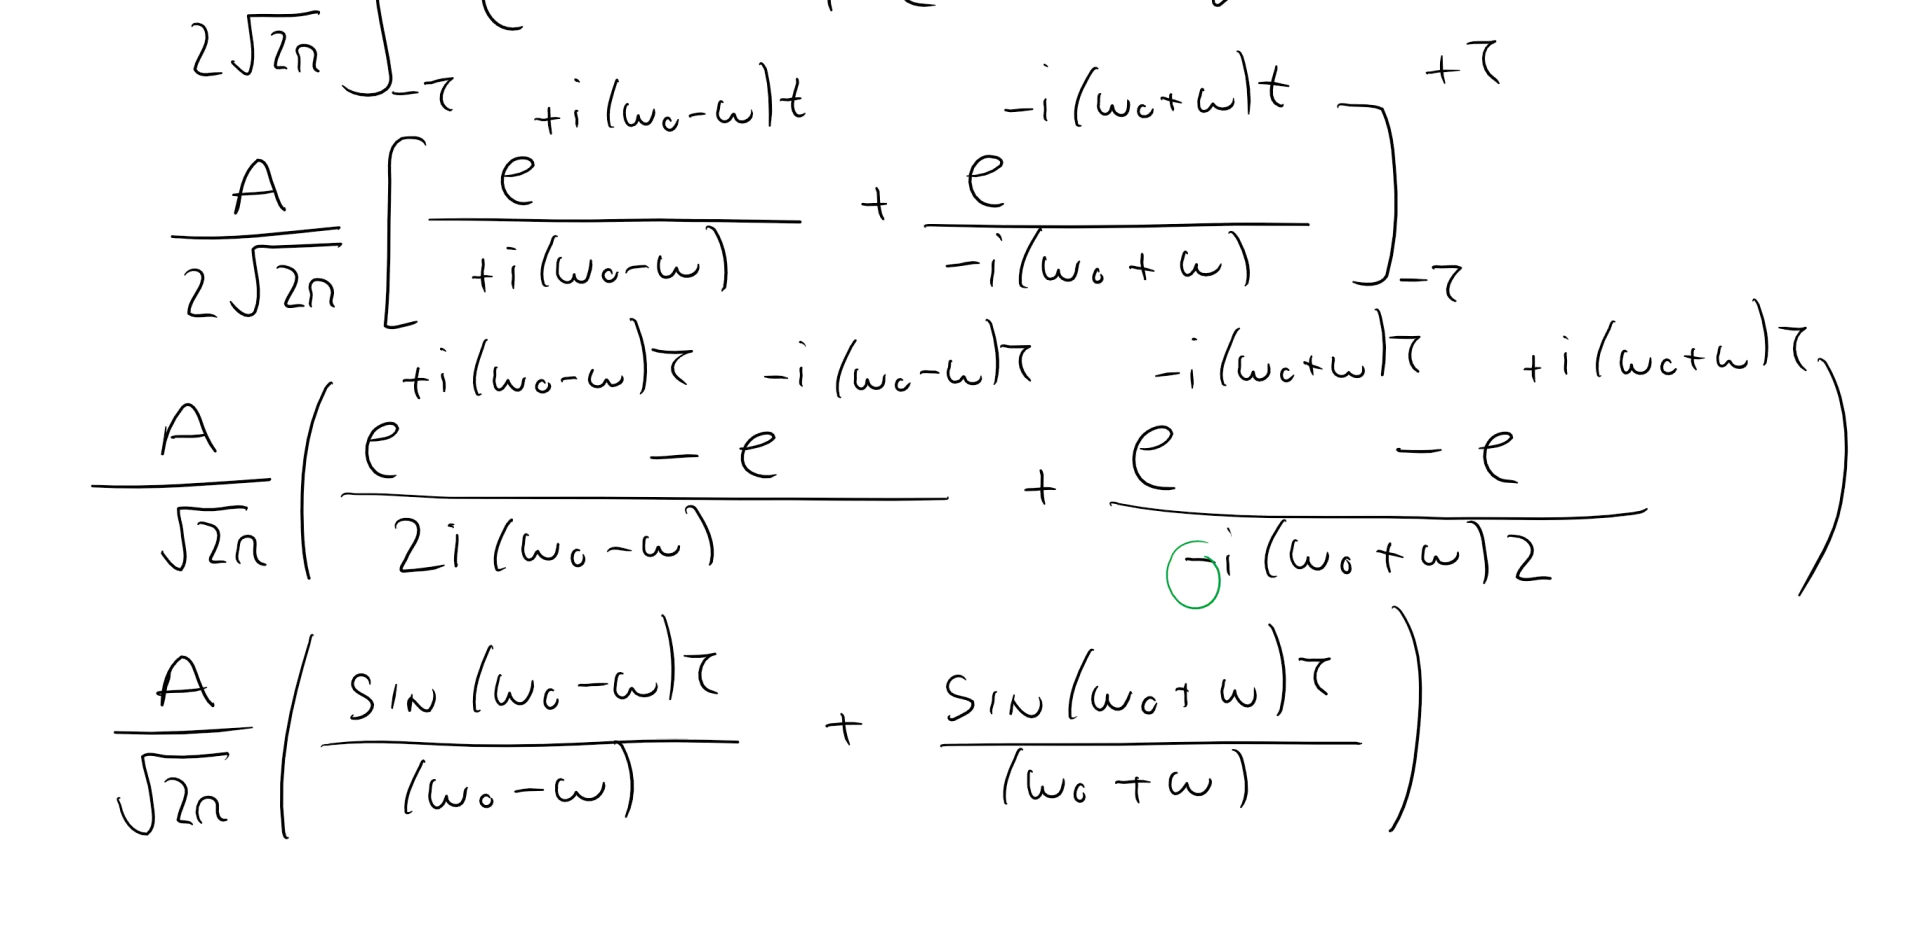 2√2π ∫₋τ
A/(2√2π) [ e^{+i(ω₀-ω)t}/(+i(ω₀-ω)) + e^{-i(ω₀+ω)t}/(-i(ω₀+ω)) ]_{-τ}^{+τ}
A/√2π ( (e^{+i(ω₀-ω)τ} - e^{-i(ω₀-ω)τ})/(2i(ω₀-ω)) + (e^{-i(ω₀+ω)τ} - e^{+i(ω₀+ω)τ})/(-i(ω₀+ω)2) )
A/√2π ( SIN(ω₀-ω)τ/(ω₀-ω) + SIN(ω₀+ω)τ/(ω₀+ω) )